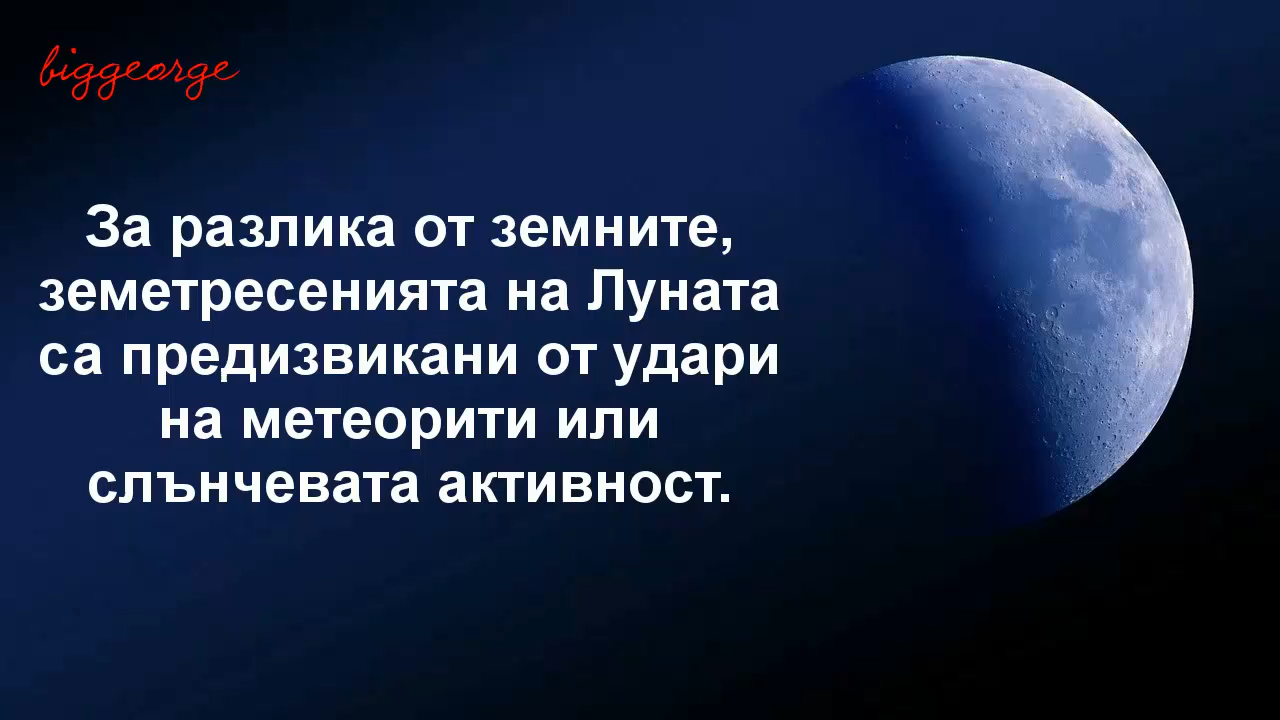 biggeorge
За разлика от земните,
земетресенията на Луната
са предизвикани от удари
на метеорити или
слънчевата активност.